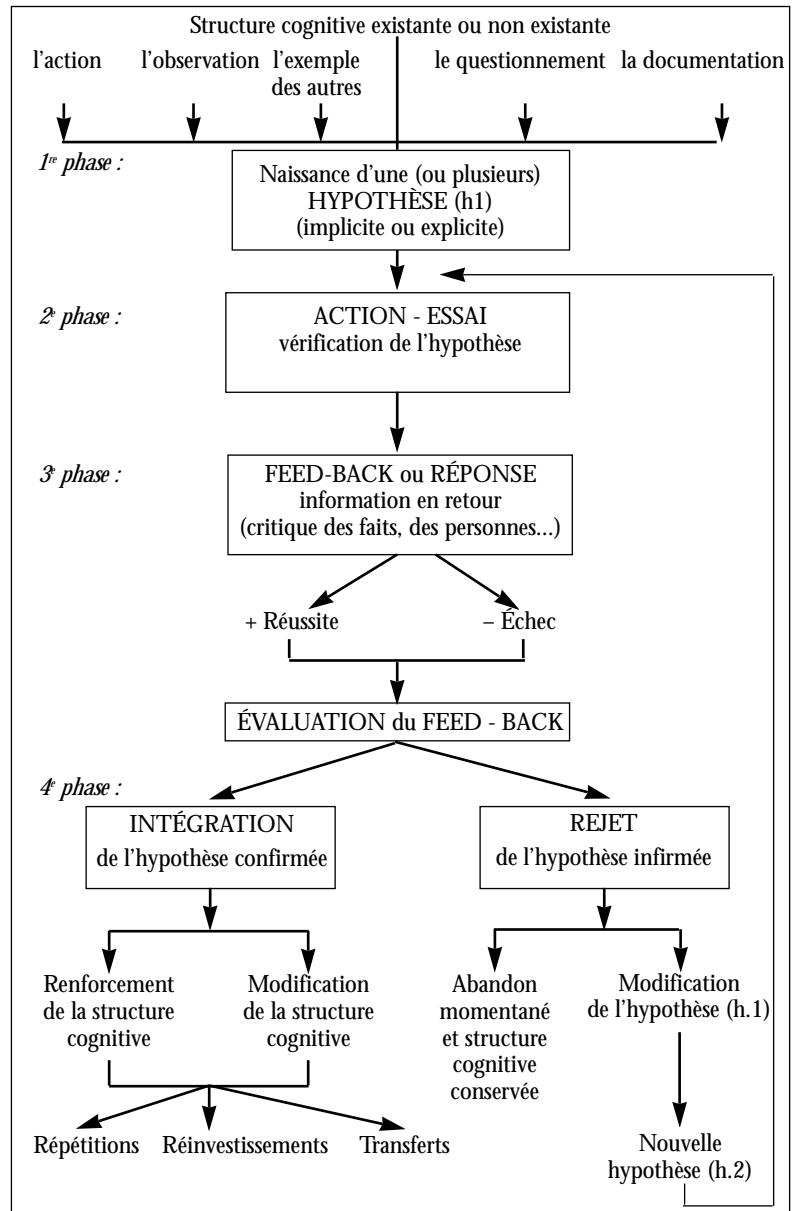 Structure cognitive existante ou non existante
l'action l'observation l'exemple des autres le questionnement la documentation
1re phase :
Naissance d'une (ou plusieurs)
HYPOTHÈSE (h1)
(implicite ou explicite)
2e phase :
ACTION - ESSAI
vérification de l'hypothèse
3e phase :
FEED-BACK ou RÉPONSE
information en retour
(critique des faits, des personnes...)
+ Réussite – Échec
ÉVALUATION du FEED - BACK
4e phase :
INTÉGRATION
de l'hypothèse confirmée
REJET
de l'hypothèse infirmée
Renforcement
de la structure
cognitive
Modification
de la structure
cognitive
Abandon
momentané
et structure
cognitive
conservée
Modification
de l'hypothèse (h.1)
Répétitions Réinvestissements Transferts
Nouvelle
hypothèse (h.2)